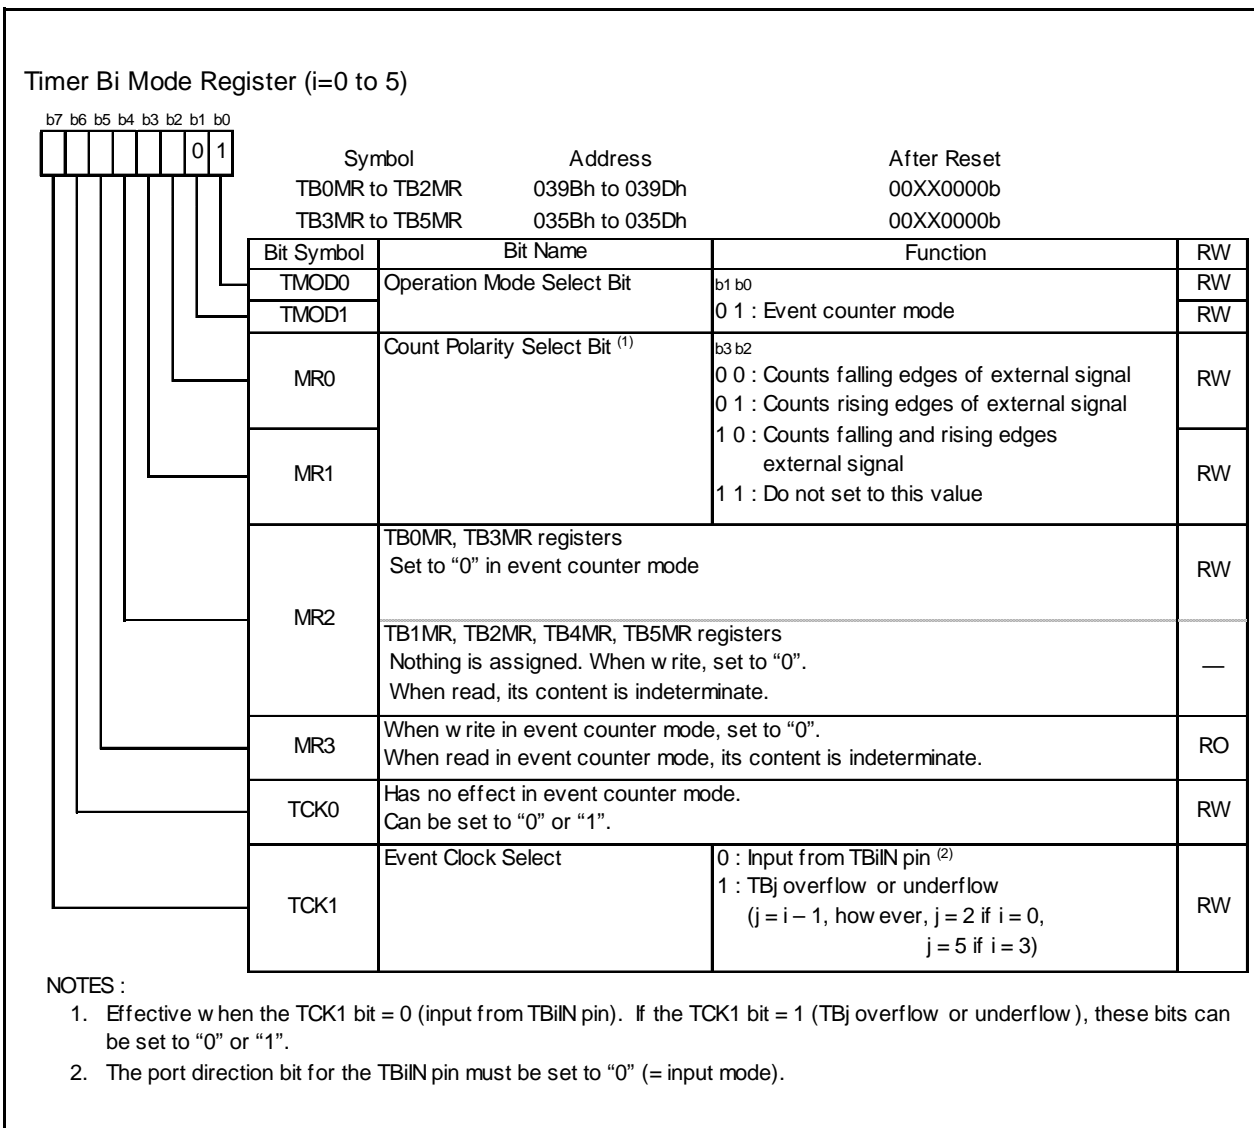 Timer Bi Mode Register (i=0 to 5)
b7 b6 b5 b4 b3 b2 b1 b0
0 1
Symbol Address After Reset
TB0MR to TB2MR 039Bh to 039Dh 00XX0000b
TB3MR to TB5MR 035Bh to 035Dh 00XX0000b
Bit Symbol Bit Name Function RW
TMOD0 Operation Mode Select Bit b1 b0 RW
TMOD1 0 1 : Event counter mode RW
Count Polarity Select Bit (1) b3 b2
MR0 0 0 : Counts falling edges of external signal RW
0 1 : Counts rising edges of external signal
1 0 : Counts falling and rising edges
MR1 external signal RW
1 1 : Do not set to this value
TB0MR, TB3MR registers
Set to “0” in event counter mode RW
MR2
TB1MR, TB2MR, TB4MR, TB5MR registers
Nothing is assigned. When write, set to “0”. —
When read, its content is indeterminate.
MR3 When write in event counter mode, set to “0”. RO
When read in event counter mode, its content is indeterminate.
TCK0 Has no effect in event counter mode. RW
Can be set to “0” or “1”.
Event Clock Select 0 : Input from TBiIN pin (2)
1 : TBj overflow or underflow
TCK1 (j = i – 1, however, j = 2 if i = 0, RW
j = 5 if i = 3)
NOTES :
1. Effective when the TCK1 bit = 0 (input from TBiIN pin). If the TCK1 bit = 1 (TBj overflow or underflow), these bits can
be set to “0” or “1”.
2. The port direction bit for the TBiIN pin must be set to “0” (= input mode).